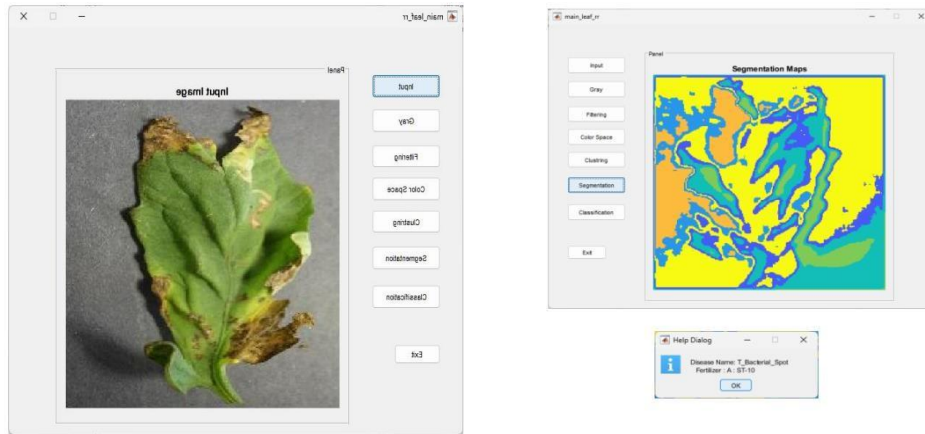 main_leaf_rr
Panel
Input Image
Input
Gray
Filtering
Color Space
Clustring
Segmentation
Classification
Exit
main_leaf_rr
Panel
Segmentation Maps
Input
Gray
Filtering
Color Space
Clustring
Segmentation
Classification
Exit
Help Dialog
Disease Name: T_Bacterial_Spot
Fertilizer : A : ST-10
OK